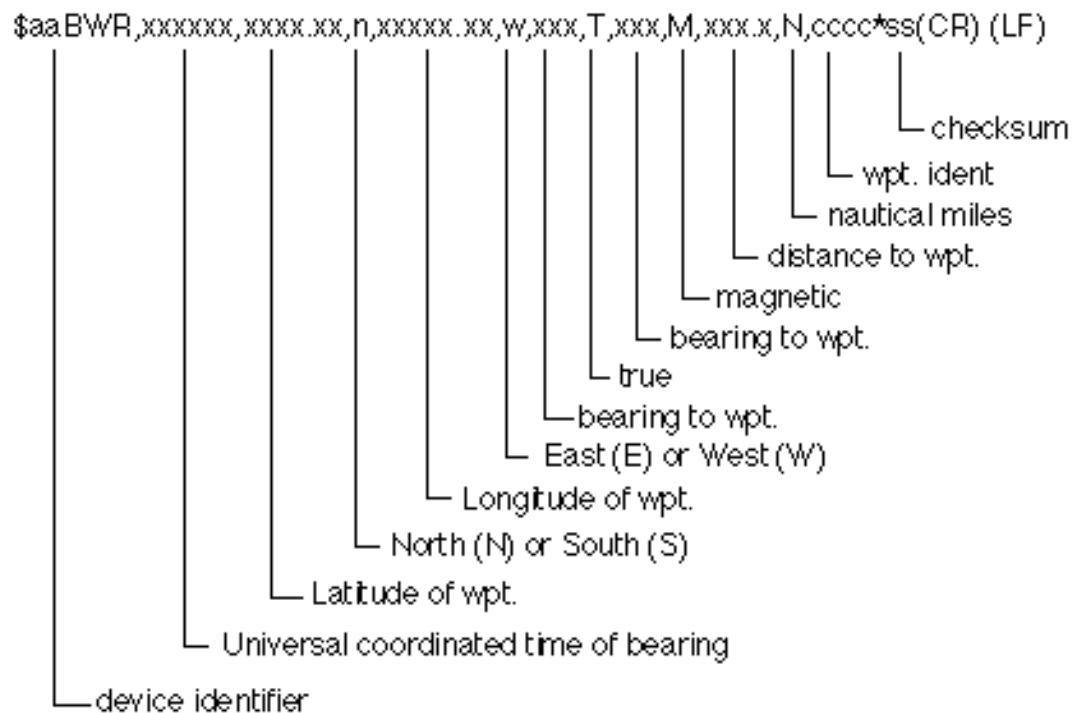 $aaBWR,xxxxxx,xxxx.xx,n,xxxxx.xx,w,xxx,T,xxx,M,xxx.x,N,cccc*ss(CR) (LF)
checksum
wpt. ident
nautical miles
distance to wpt.
magnetic
bearing to wpt.
true
bearing to wpt.
East (E) or West (W)
Longitude of wpt.
North (N) or South (S)
Latitude of wpt.
Universal coordinated time of bearing
device identifier